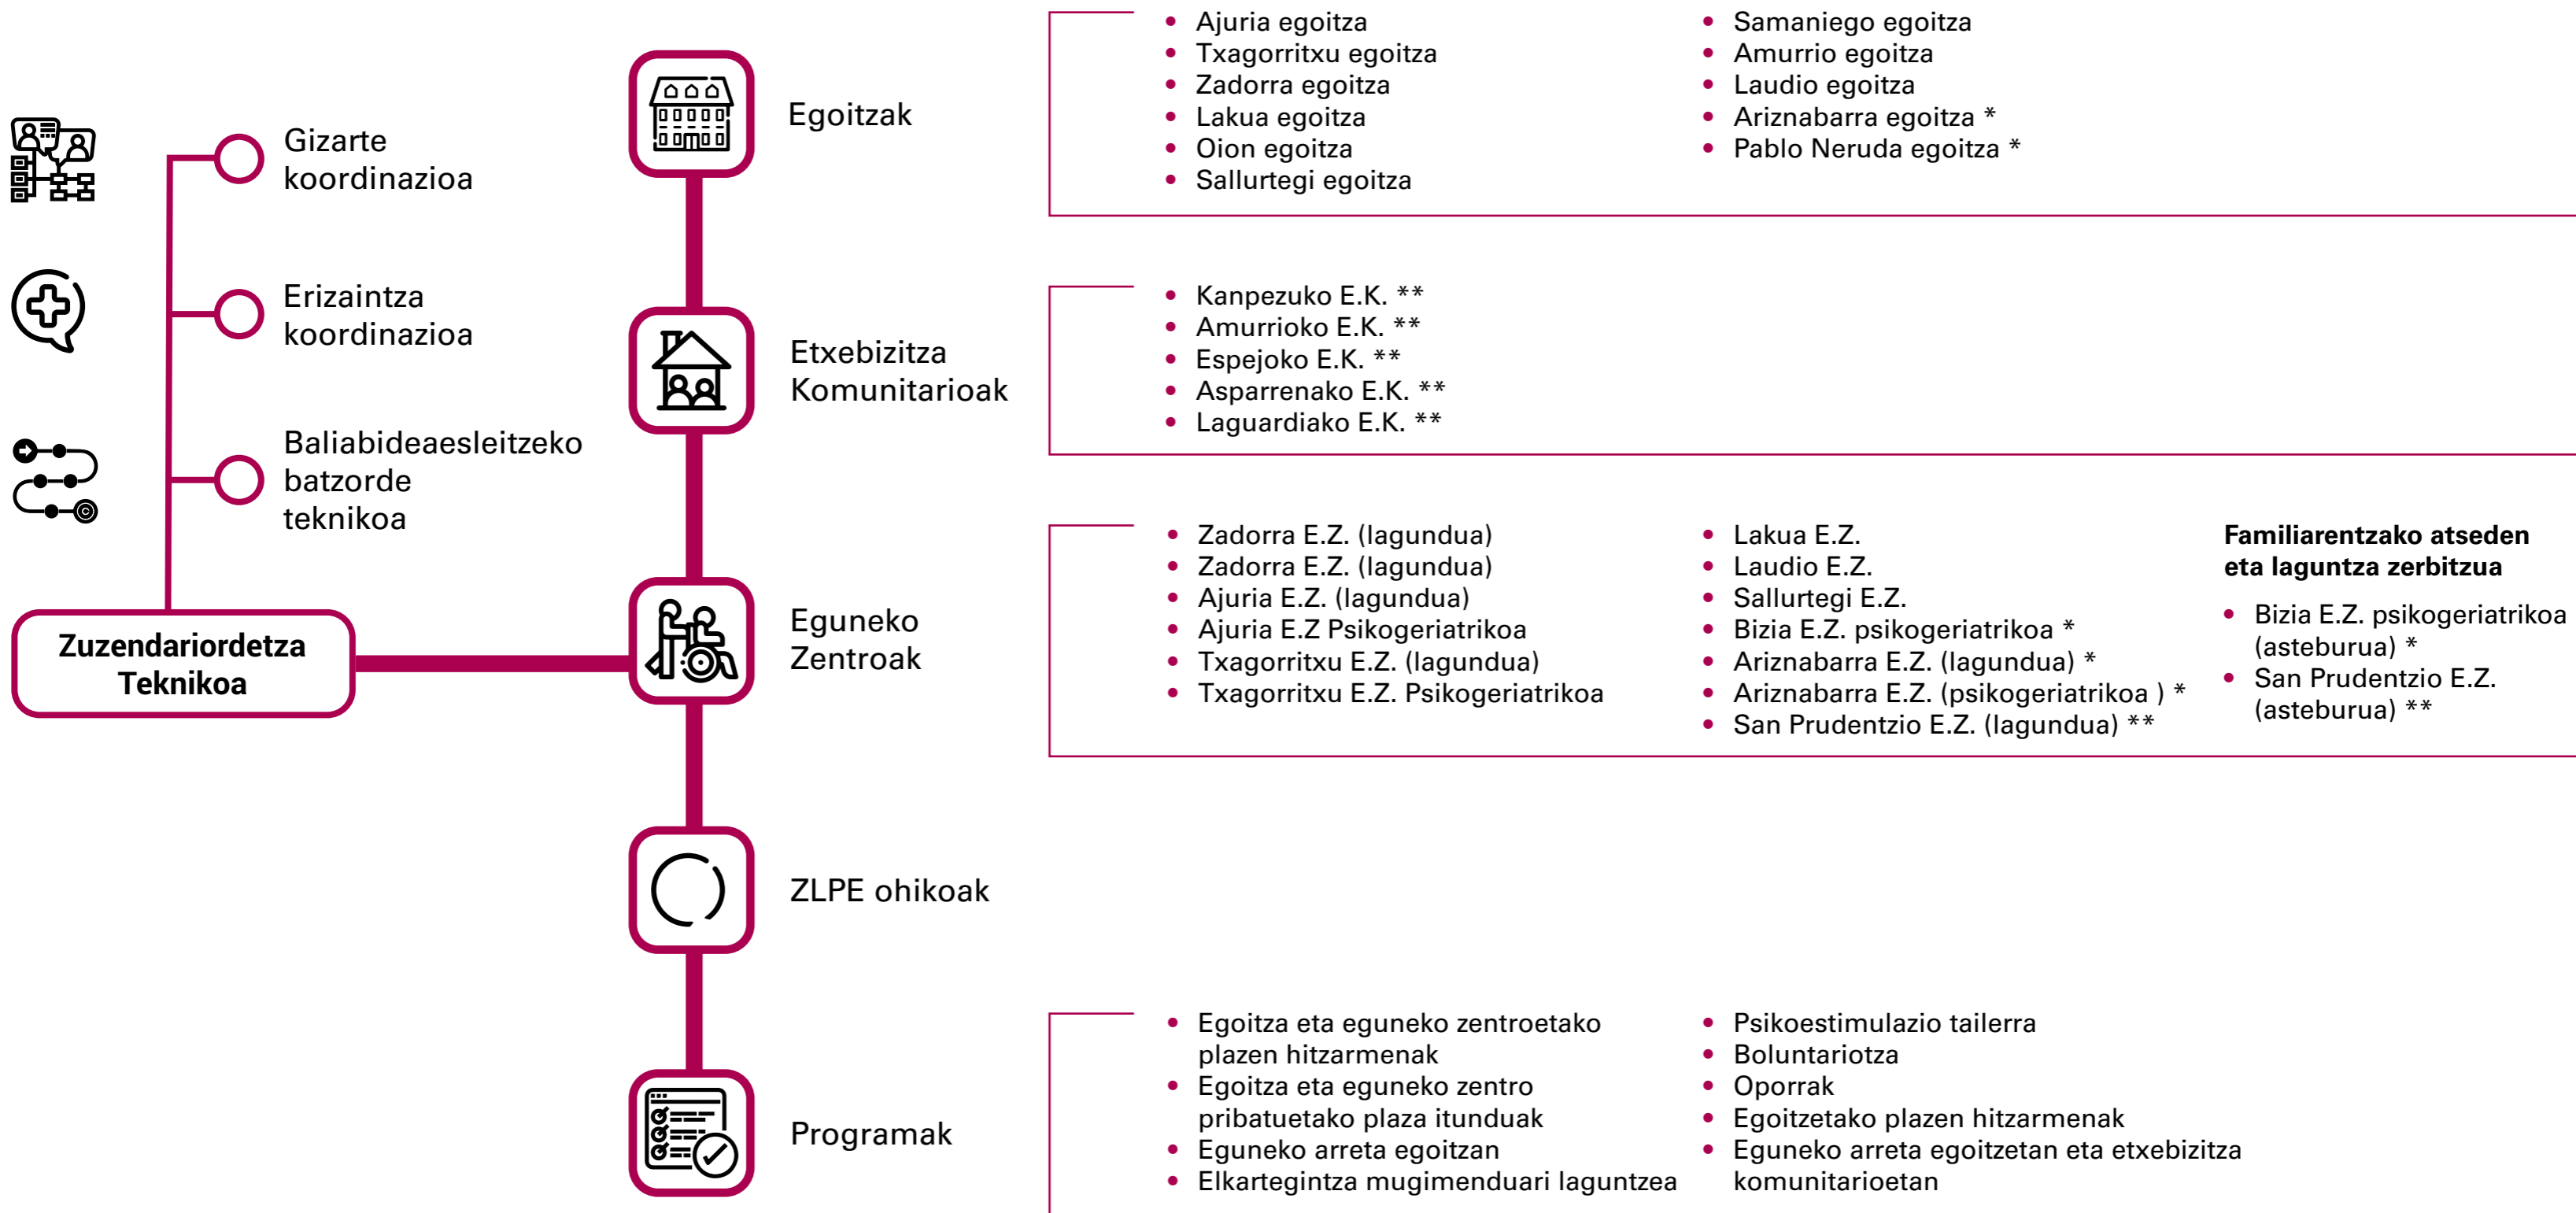 Gizarte
koordinazioa
Erizaintza
koordinazioa
Baliabideaesleitzeko
batzorde
teknikoa
Zuzendariordetza
Teknikoa
Egoitzak
• Ajuria egoitza
• Txagorritxu egoitza
• Zadorra egoitza
• Lakua egoitza
• Oion egoitza
• Sallurtegi egoitza
• Samaniego egoitza
• Amurrio egoitza
• Laudio egoitza
• Ariznabarra egoitza *
• Pablo Neruda egoitza *
Etxebizitza
Komunitarioak
• Kanpezuko E.K. **
• Amurrioko E.K. **
• Espejoko E.K. **
• Asparrenako E.K. **
• Laguardiako E.K. **
Eguneko
Zentroak
• Zadorra E.Z. (lagundua)
• Zadorra E.Z. (lagundua)
• Ajuria E.Z. (lagundua)
• Ajuria E.Z Psikogeriatrikoa
• Txagorritxu E.Z. (lagundua)
• Txagorritxu E.Z. Psikogeriatrikoa
• Lakua E.Z.
• Laudio E.Z.
• Sallurtegi E.Z.
• Bizia E.Z. psikogeriatrikoa *
• Ariznabarra E.Z. (lagundua) *
• Ariznabarra E.Z. (psikogeriatrikoa ) *
• San Prudentzio E.Z. (lagundua) **
Familiarentzako atseden
eta laguntza zerbitzua
• Bizia E.Z. psikogeriatrikoa
(asteburua) *
• San Prudentzio E.Z.
(asteburua) **
ZLPE ohikoak
Programak
• Egoitza eta eguneko zentroetako
plazen hitzarmenak
• Egoitza eta eguneko zentro
pribatuetako plaza itunduak
• Eguneko arreta egoitzan
• Elkartegintza mugimenduari laguntzea
• Psikoestimulazio tailerra
• Boluntariotza
• Oporrak
• Egoitzetako plazen hitzarmenak
• Eguneko arreta egoitzetan eta etxebizitza
komunitarioetan